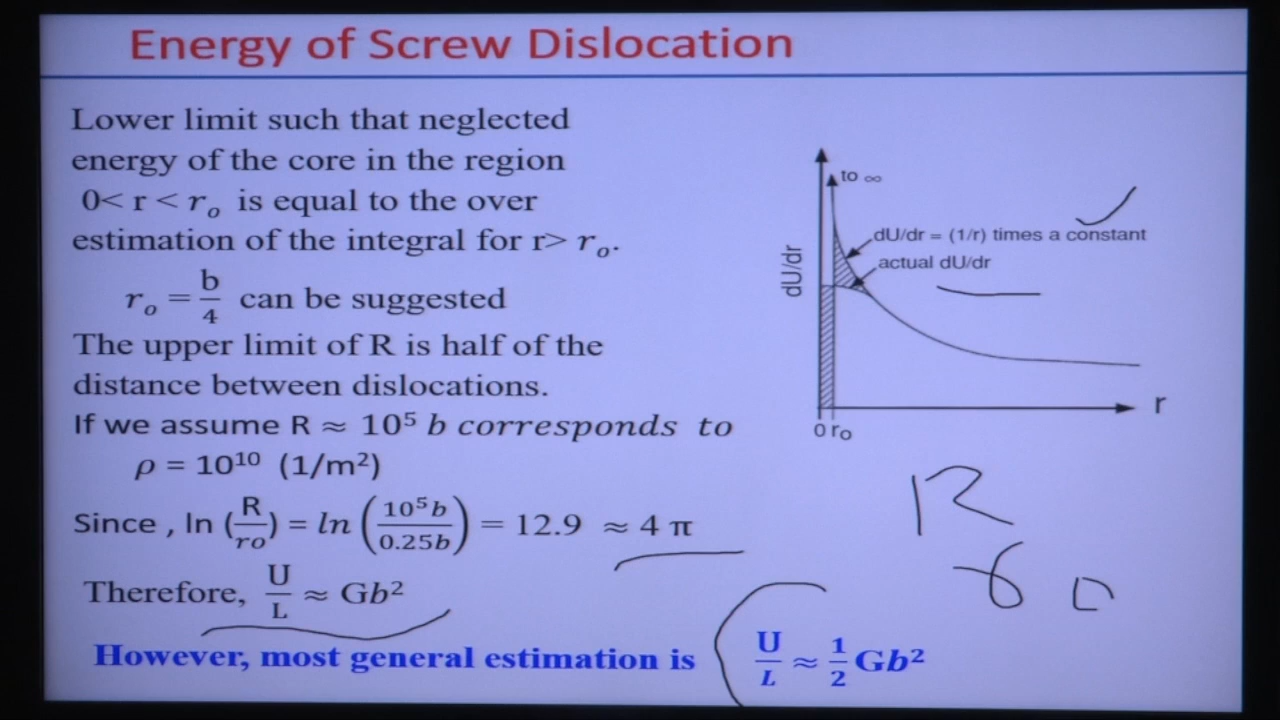 Energy of Screw Dislocation
Lower limit such that neglected
energy of the core in the region
0< r < r₀ is equal to the over
estimation of the integral for r> r₀.
r₀ = b/4 can be suggested
The upper limit of R is half of the
distance between dislocations.
If we assume R ≈ 10⁵ b corresponds to
ρ = 10¹⁰ (1/m²)
Since , ln (R/ro) = ln (10⁵b/0.25b) = 12.9 ≈ 4 π
Therefore, U/L ≈ Gb²
However, most general estimation is U/L ≈ 1/2 Gb²
to ∞
dU/dr = (1/r) times a constant
actual dU/dr
dU/dr
r
0 r₀
R